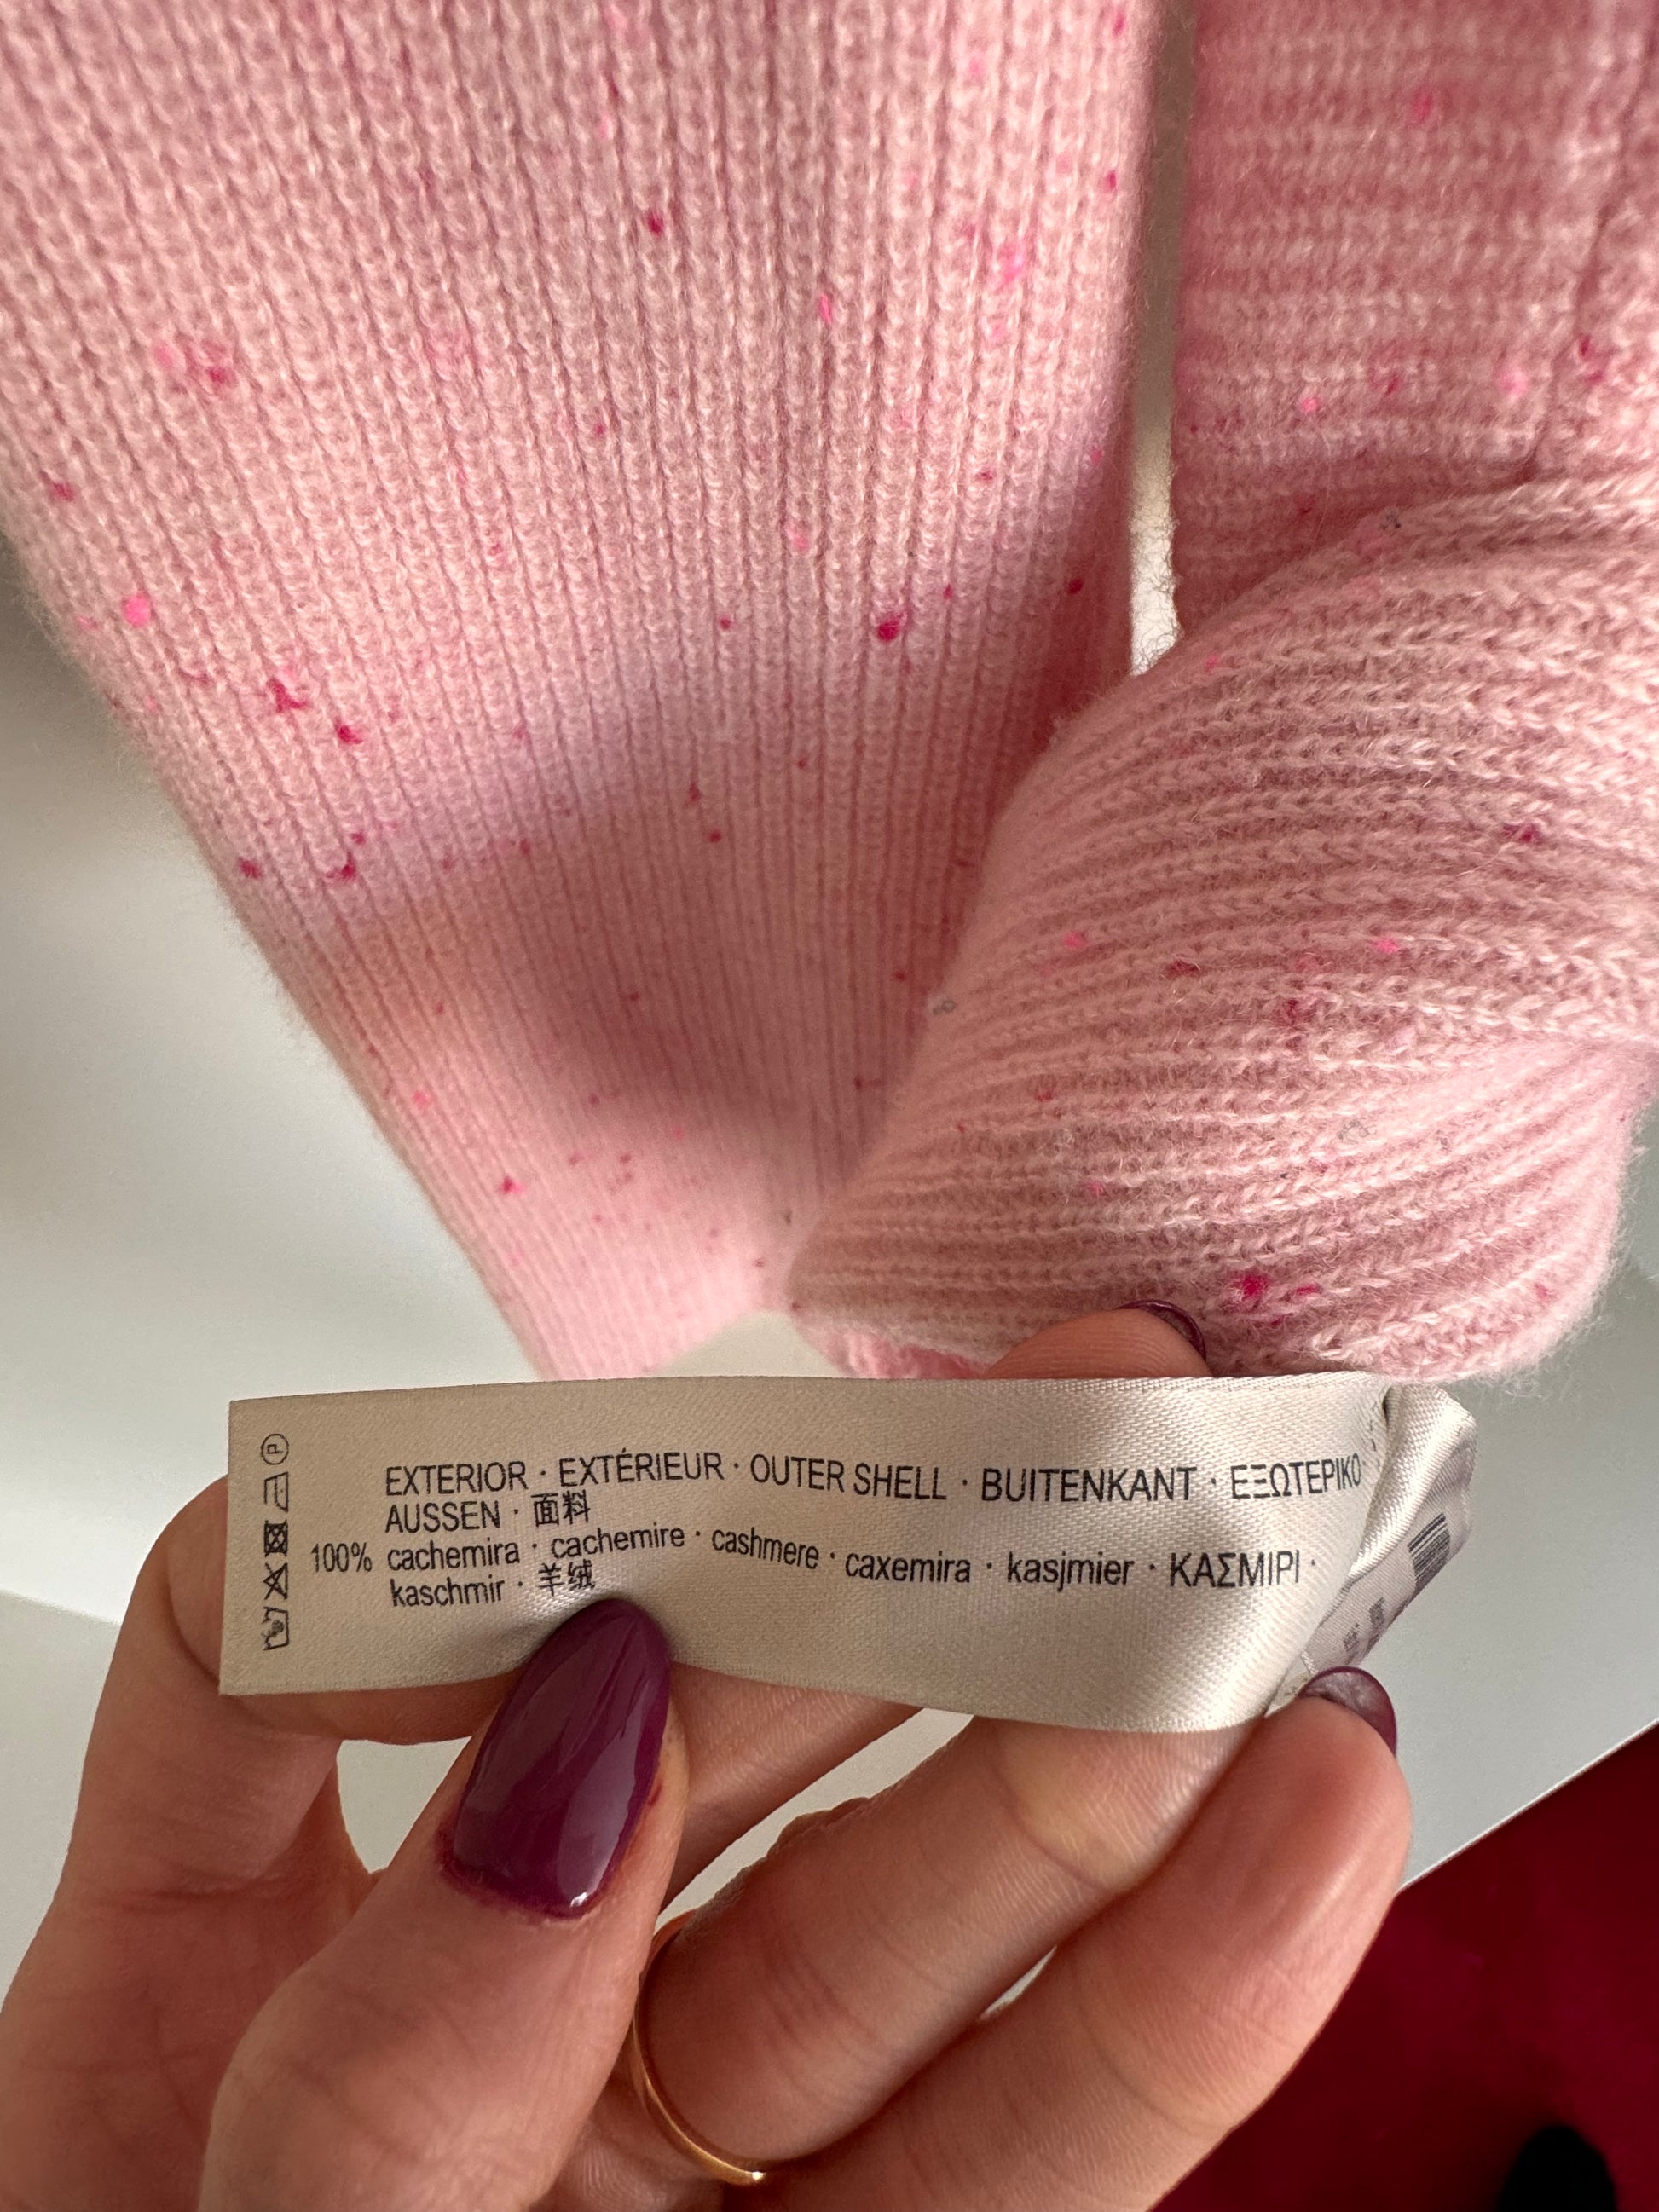 EXTERIOR · EXTÉRIEUR · OUTER SHELL · BUITENKANT · ΕΞΩΤΕΡΙΚΟ ·
AUSSEN · 面料
100% cachemira · cachemire · cashmere · caxemira · kasjmier · ΚΑΣΜΙΡΙ ·
kaschmir · 羊绒
P